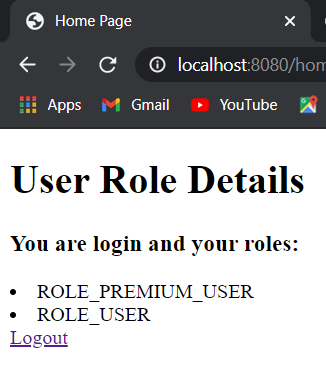 Home Page
localhost:8080/hom
Apps
Gmail
YouTube
User Role Details
You are login and your roles:
ROLE_PREMIUM_USER
ROLE_USER
Logout